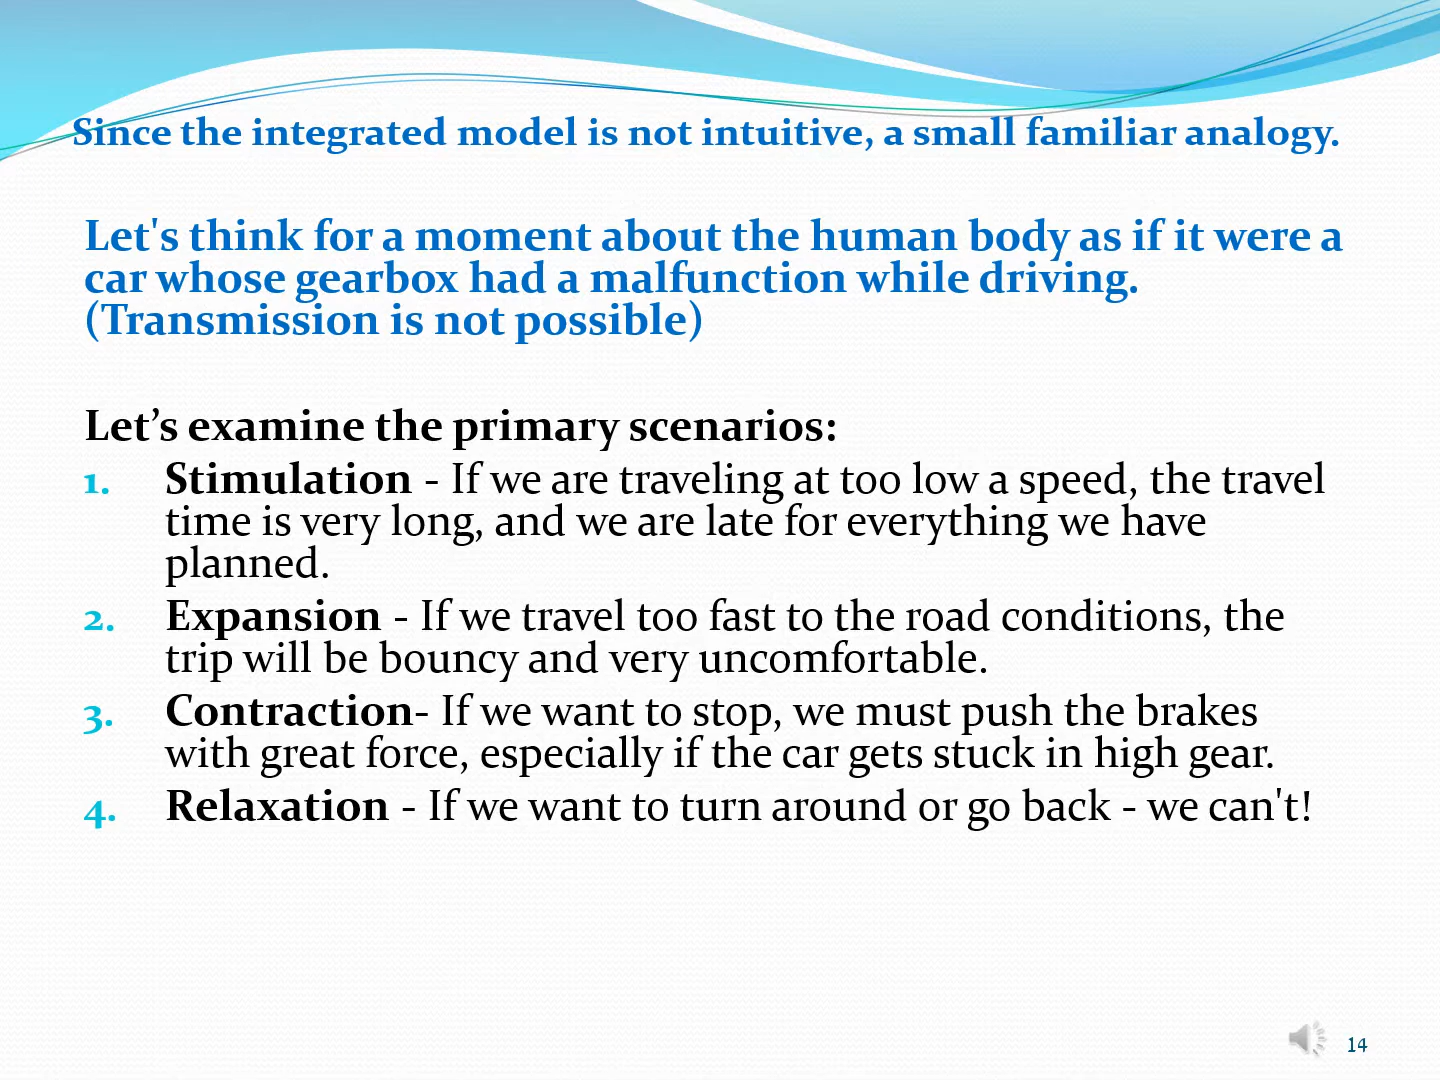 Since the integrated model is not intuitive, a small familiar analogy.
Let's think for a moment about the human body as if it were a
car whose gearbox had a malfunction while driving.
(Transmission is not possible)
Let’s examine the primary scenarios:
1. Stimulation - If we are traveling at too low a speed, the travel
time is very long, and we are late for everything we have
planned.
2. Expansion - If we travel too fast to the road conditions, the
trip will be bouncy and very uncomfortable.
3. Contraction- If we want to stop, we must push the brakes
with great force, especially if the car gets stuck in high gear.
4. Relaxation - If we want to turn around or go back - we can't!
14